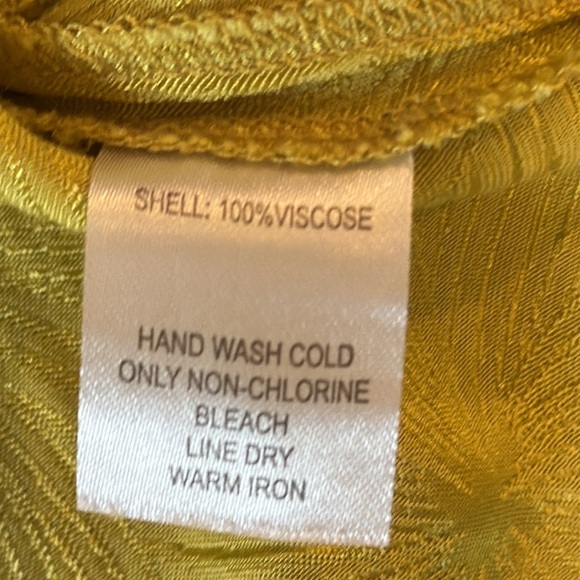 SHELL: 100%VISCOSE
HAND WASH COLD
ONLY NON-CHLORINE
BLEACH
LINE DRY
WARM IRON